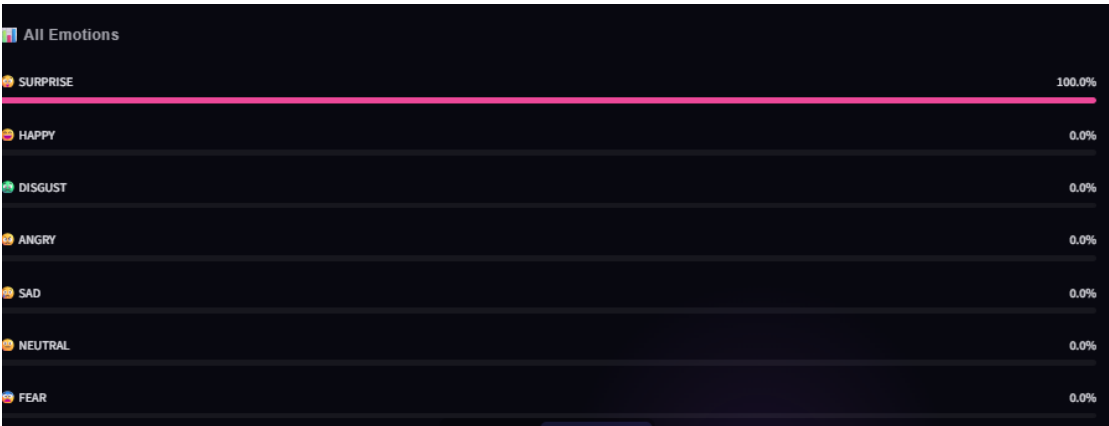 All Emotions
SURPRISE 100.0%
HAPPY 0.0%
DISGUST 0.0%
ANGRY 0.0%
SAD 0.0%
NEUTRAL 0.0%
FEAR 0.0%